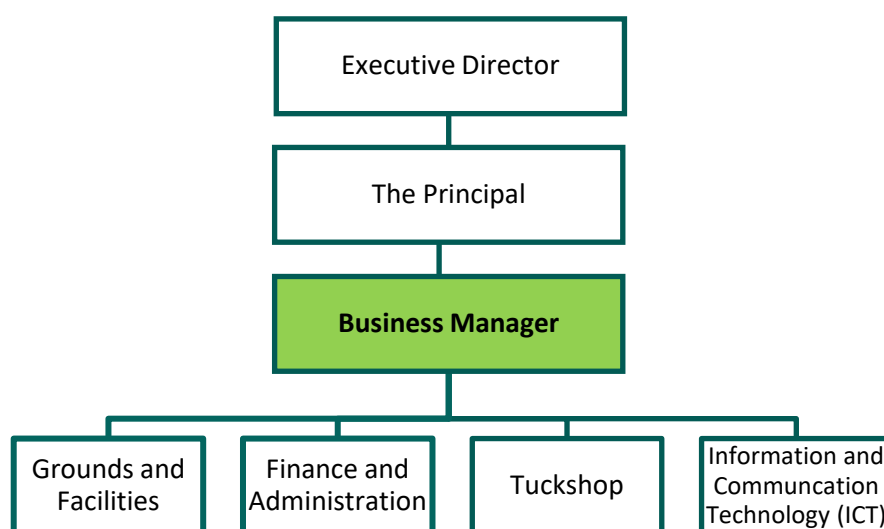 Executive Director
The Principal
Business Manager
Grounds and
Facilities
Finance and
Administration
Tuckshop
Information and
Communcation
Technology (ICT)